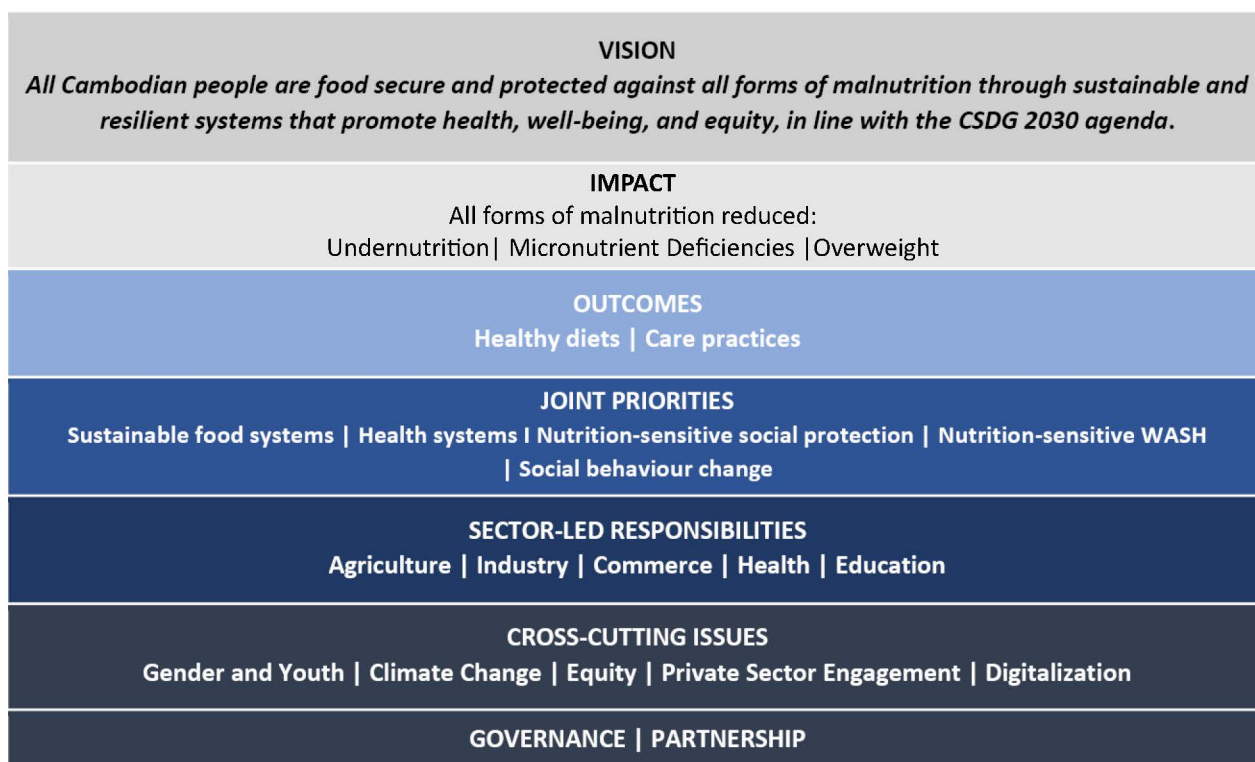 VISION
All Cambodian people are food secure and protected against all forms of malnutrition through sustainable and
resilient systems that promote health, well-being, and equity, in line with the CSDG 2030 agenda.
IMPACT
All forms of malnutrition reduced:
Undernutrition| Micronutrient Deficiencies |Overweight
OUTCOMES
Healthy diets | Care practices
JOINT PRIORITIES
Sustainable food systems | Health systems I Nutrition-sensitive social protection | Nutrition-sensitive WASH
| Social behaviour change
SECTOR-LED RESPONSIBILITIES
Agriculture | Industry | Commerce | Health | Education
CROSS-CUTTING ISSUES
Gender and Youth | Climate Change | Equity | Private Sector Engagement | Digitalization
GOVERNANCE | PARTNERSHIP